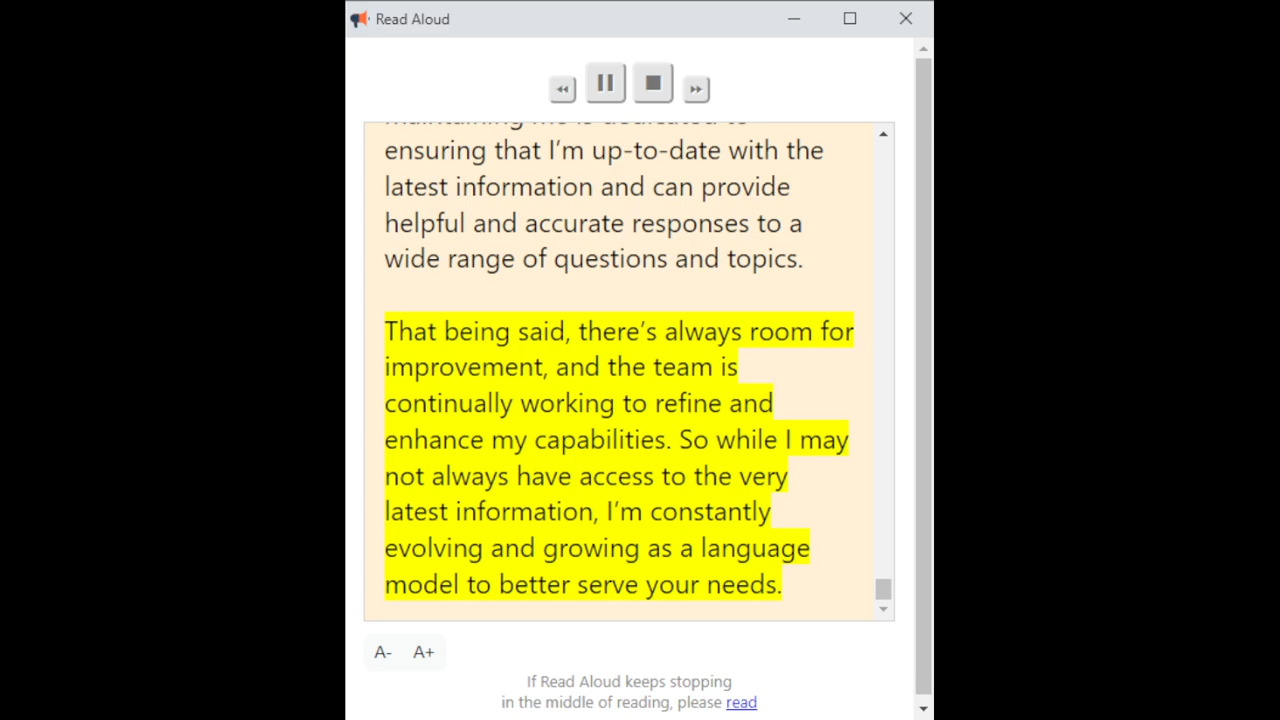 Read Aloud
ensuring that I'm up-to-date with the
latest information and can provide
helpful and accurate responses to a
wide range of questions and topics.
That being said, there's always room for
improvement, and the team is
continually working to refine and
enhance my capabilities. So while I may
not always have access to the very
latest information, I'm constantly
evolving and growing as a language
model to better serve your needs.
A- A+
If Read Aloud keeps stopping
in the middle of reading, please read